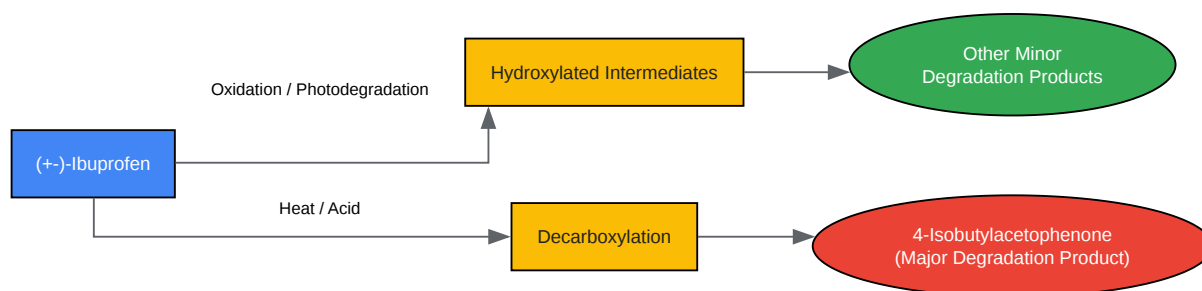 Other Minor
Degradation Products
Hydroxylated Intermediates
Oxidation / Photodegradation
(+-)-Ibuprofen
Heat / Acid
Decarboxylation
4-Isobutylacetophenone
(Major Degradation Product)